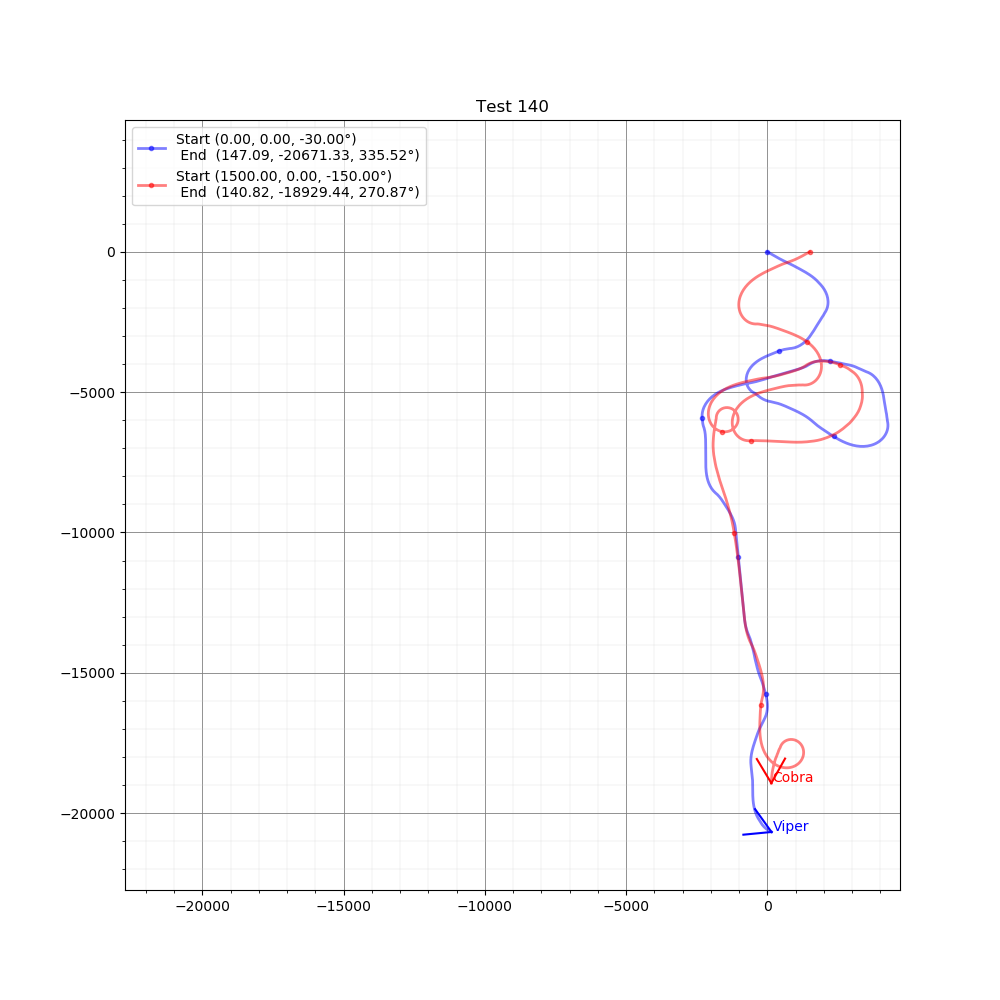 Test 140
Start (0.00, 0.00, -30.00°)
End  (147.09, -20671.33, 335.52°)
Start (1500.00, 0.00, -150.00°)
End  (140.82, -18929.44, 270.87°)
0
−5000
−10000
−15000
−20000
Cobra
Viper
−20000 −15000 −10000 −5000 0